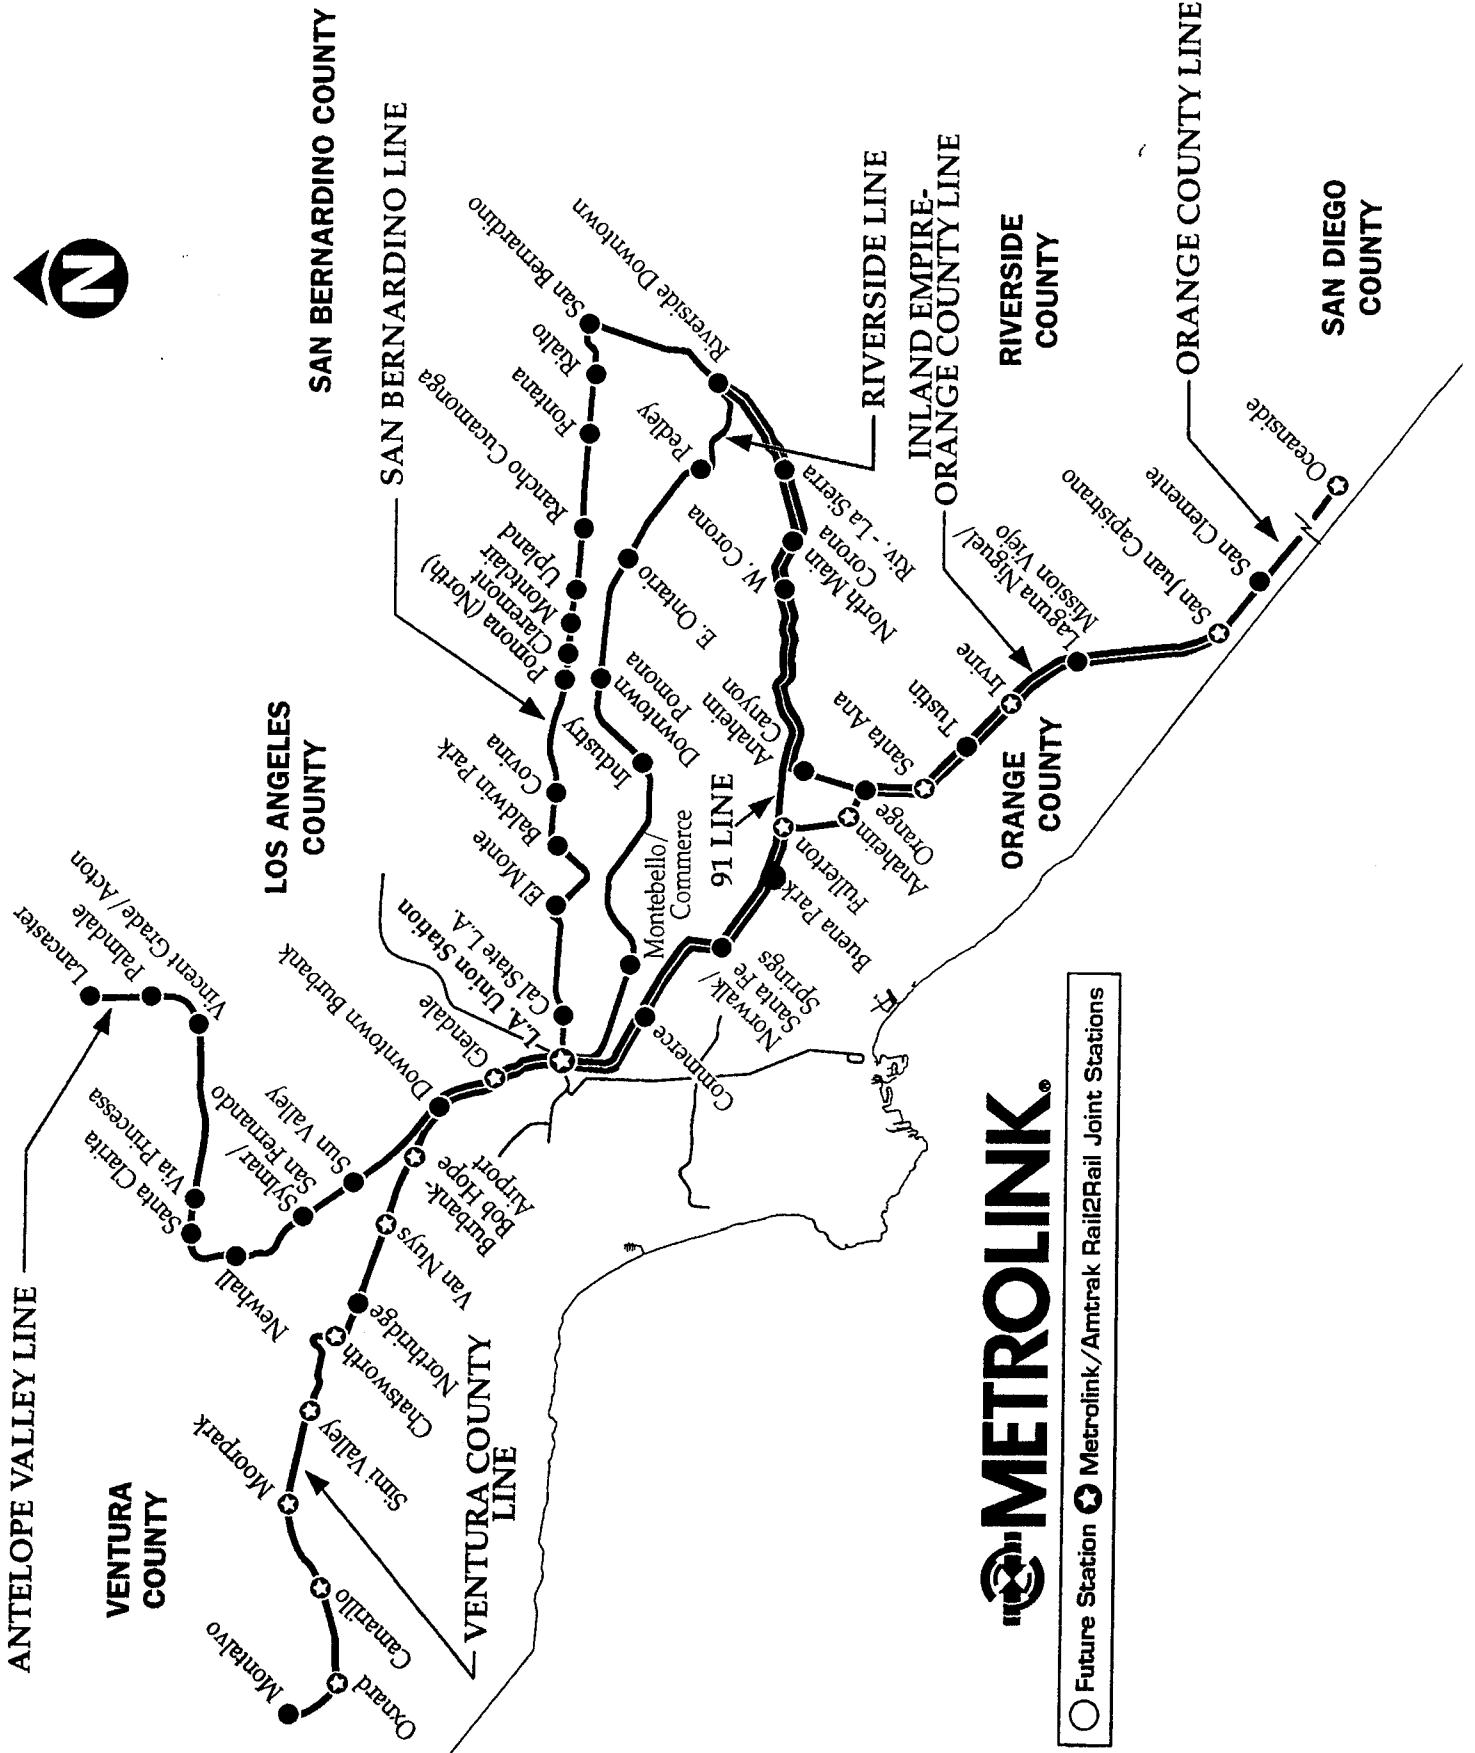 N
ANTELOPE VALLEY LINE
VENTURA
COUNTY
LOS ANGELES
COUNTY
SAN BERNARDINO COUNTY
SAN BERNARDINO LINE
Lancaster
Palmdale
Vincent Grade/Acton
Via Princessa
Santa Clarita
Newhall
Sylmar/
San Fernando
Sun Valley
Downtown Burbank
Glendale
L.A. Union Station
Cal State L.A.
El Monte
Baldwin Park
Covina
Pomona (North)
Claremont
Montclair
Upland
Rancho Cucamonga
Fontana
Rialto
San Bernardino
Riverside Downtown
Montalvo
Oxnard
Camarillo
Moorpark
Simi Valley
Chatsworth
Northridge
Van Nuys
Burbank-
Bob Hope
Airport
VENTURA COUNTY
LINE
Montebello/
Commerce
Industry
Downtown
Pomona
E. Ontario
Pedley
RIVERSIDE LINE
INLAND EMPIRE-
ORANGE COUNTY LINE
RIVERSIDE
COUNTY
91 LINE
Commerce
Norwalk/
Santa Fe
Springs
Buena Park
Fullerton
Anaheim
Orange
Anaheim
Canyon
W. Corona
North Main
Corona
Riv. - La Sierra
Santa Ana
Tustin
Irvine
Laguna Niguel/
Mission Viejo
San Juan Capistrano
San Clemente
Oceanside
ORANGE
COUNTY
ORANGE COUNTY LINE
SAN DIEGO
COUNTY
METROLINK®
Future Station Metrolink/Amtrak Rail2Rail Joint Stations